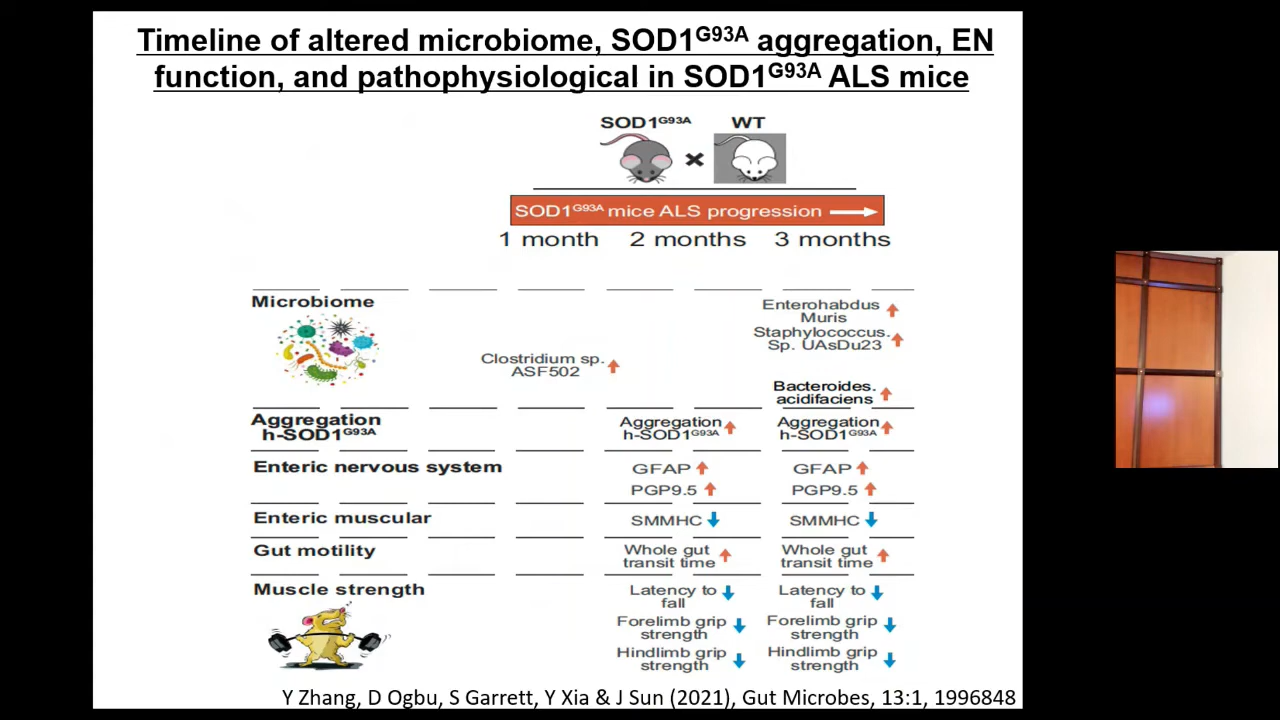 Timeline of altered microbiome, SOD1G93A aggregation, EN
function, and pathophysiological in SOD1G93A ALS mice
SOD1G93A WT
SOD1G93A mice ALS progression
1 month 2 months 3 months
Microbiome
Enterohabdus
Muris
Staphylococcus.
Sp. UAsDu23
Clostridium sp.
ASF502
Bacteroides.
acidifaciens
Aggregation
h-SOD1G93A
Aggregation
h-SOD1G93A
Aggregation
h-SOD1G93A
Enteric nervous system
GFAP GFAP
PGP9.5 PGP9.5
Enteric muscular SMMHC SMMHC
Gut motility
Whole gut
transit time
Whole gut
transit time
Muscle strength
Latency to
fall
Latency to
fall
Forelimb grip
strength
Forelimb grip
strength
Hindlimb grip
strength
Hindlimb grip
strength
Y Zhang, D Ogbu, S Garrett, Y Xia & J Sun (2021), Gut Microbes, 13:1, 1996848